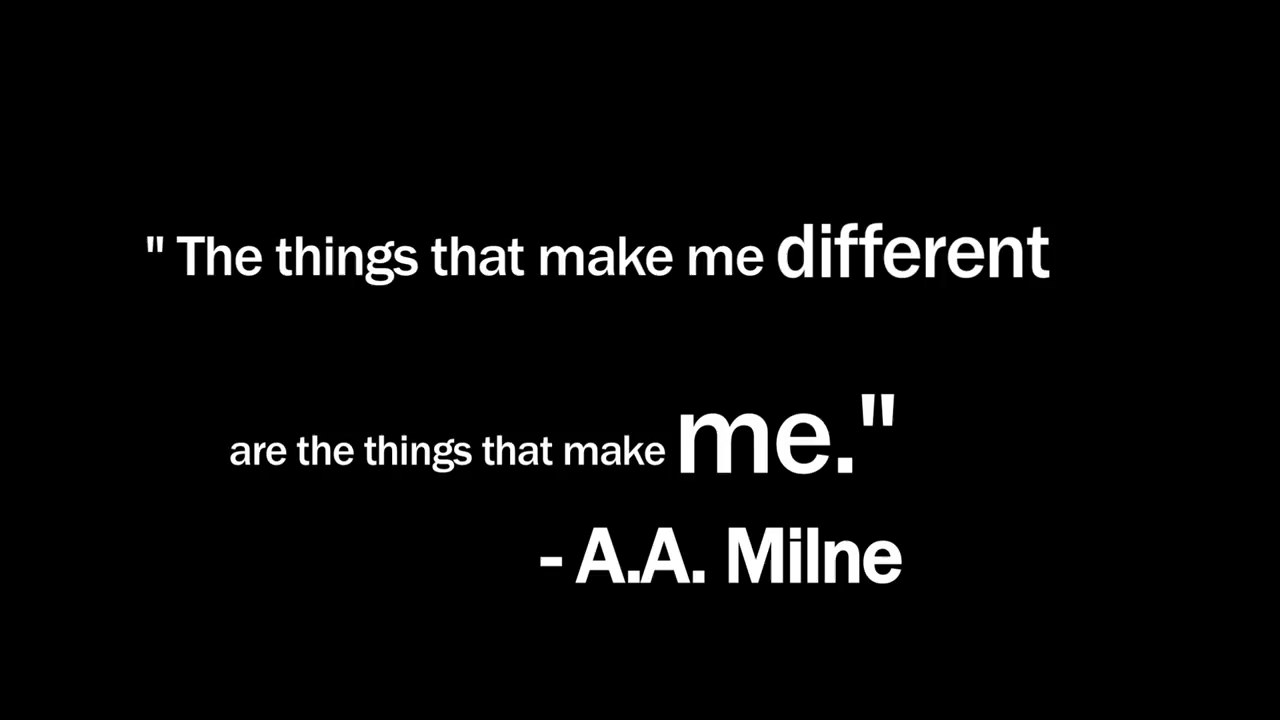 " The things that make me different
are the things that make me."
- A.A. Milne